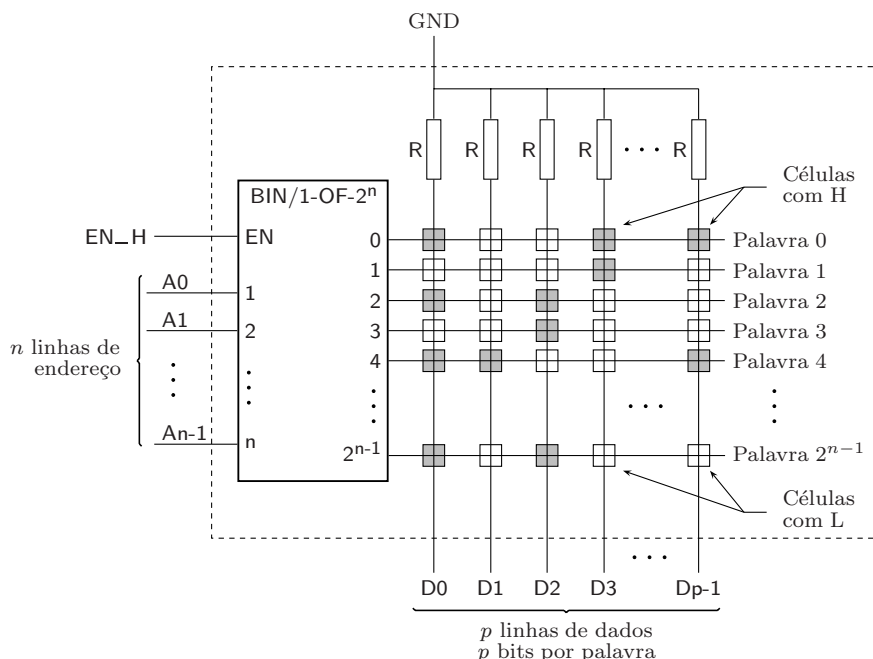 GND
R R R R · · · R
Células
com H
BIN/1-OF-2ⁿ
EN_H EN
0 Palavra 0
1 Palavra 1
A0 1
2 Palavra 2
A1 2
3 Palavra 3
n linhas de
endereço
4 Palavra 4
An-1 n
2ⁿ⁻¹ Palavra 2ⁿ⁻¹
Células
com L
D0 D1 D2 D3 Dp-1
p linhas de dados
p bits por palavra